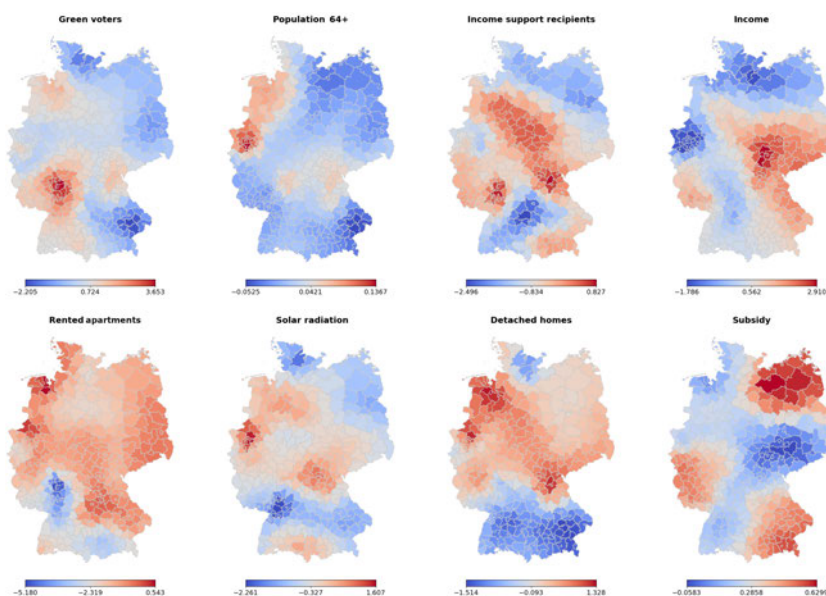 Green voters
Population 64+
Income support recipients
Income
−2.205 0.724 3.653
−0.0525 0.0421 0.1367
−2.496 −0.834 0.827
−1.786 0.562 2.910
Rented apartments
Solar radiation
Detached homes
Subsidy
−5.180 −2.319 0.543
−2.261 −0.327 1.607
−1.514 −0.093 1.328
−0.0583 0.2858 0.6299